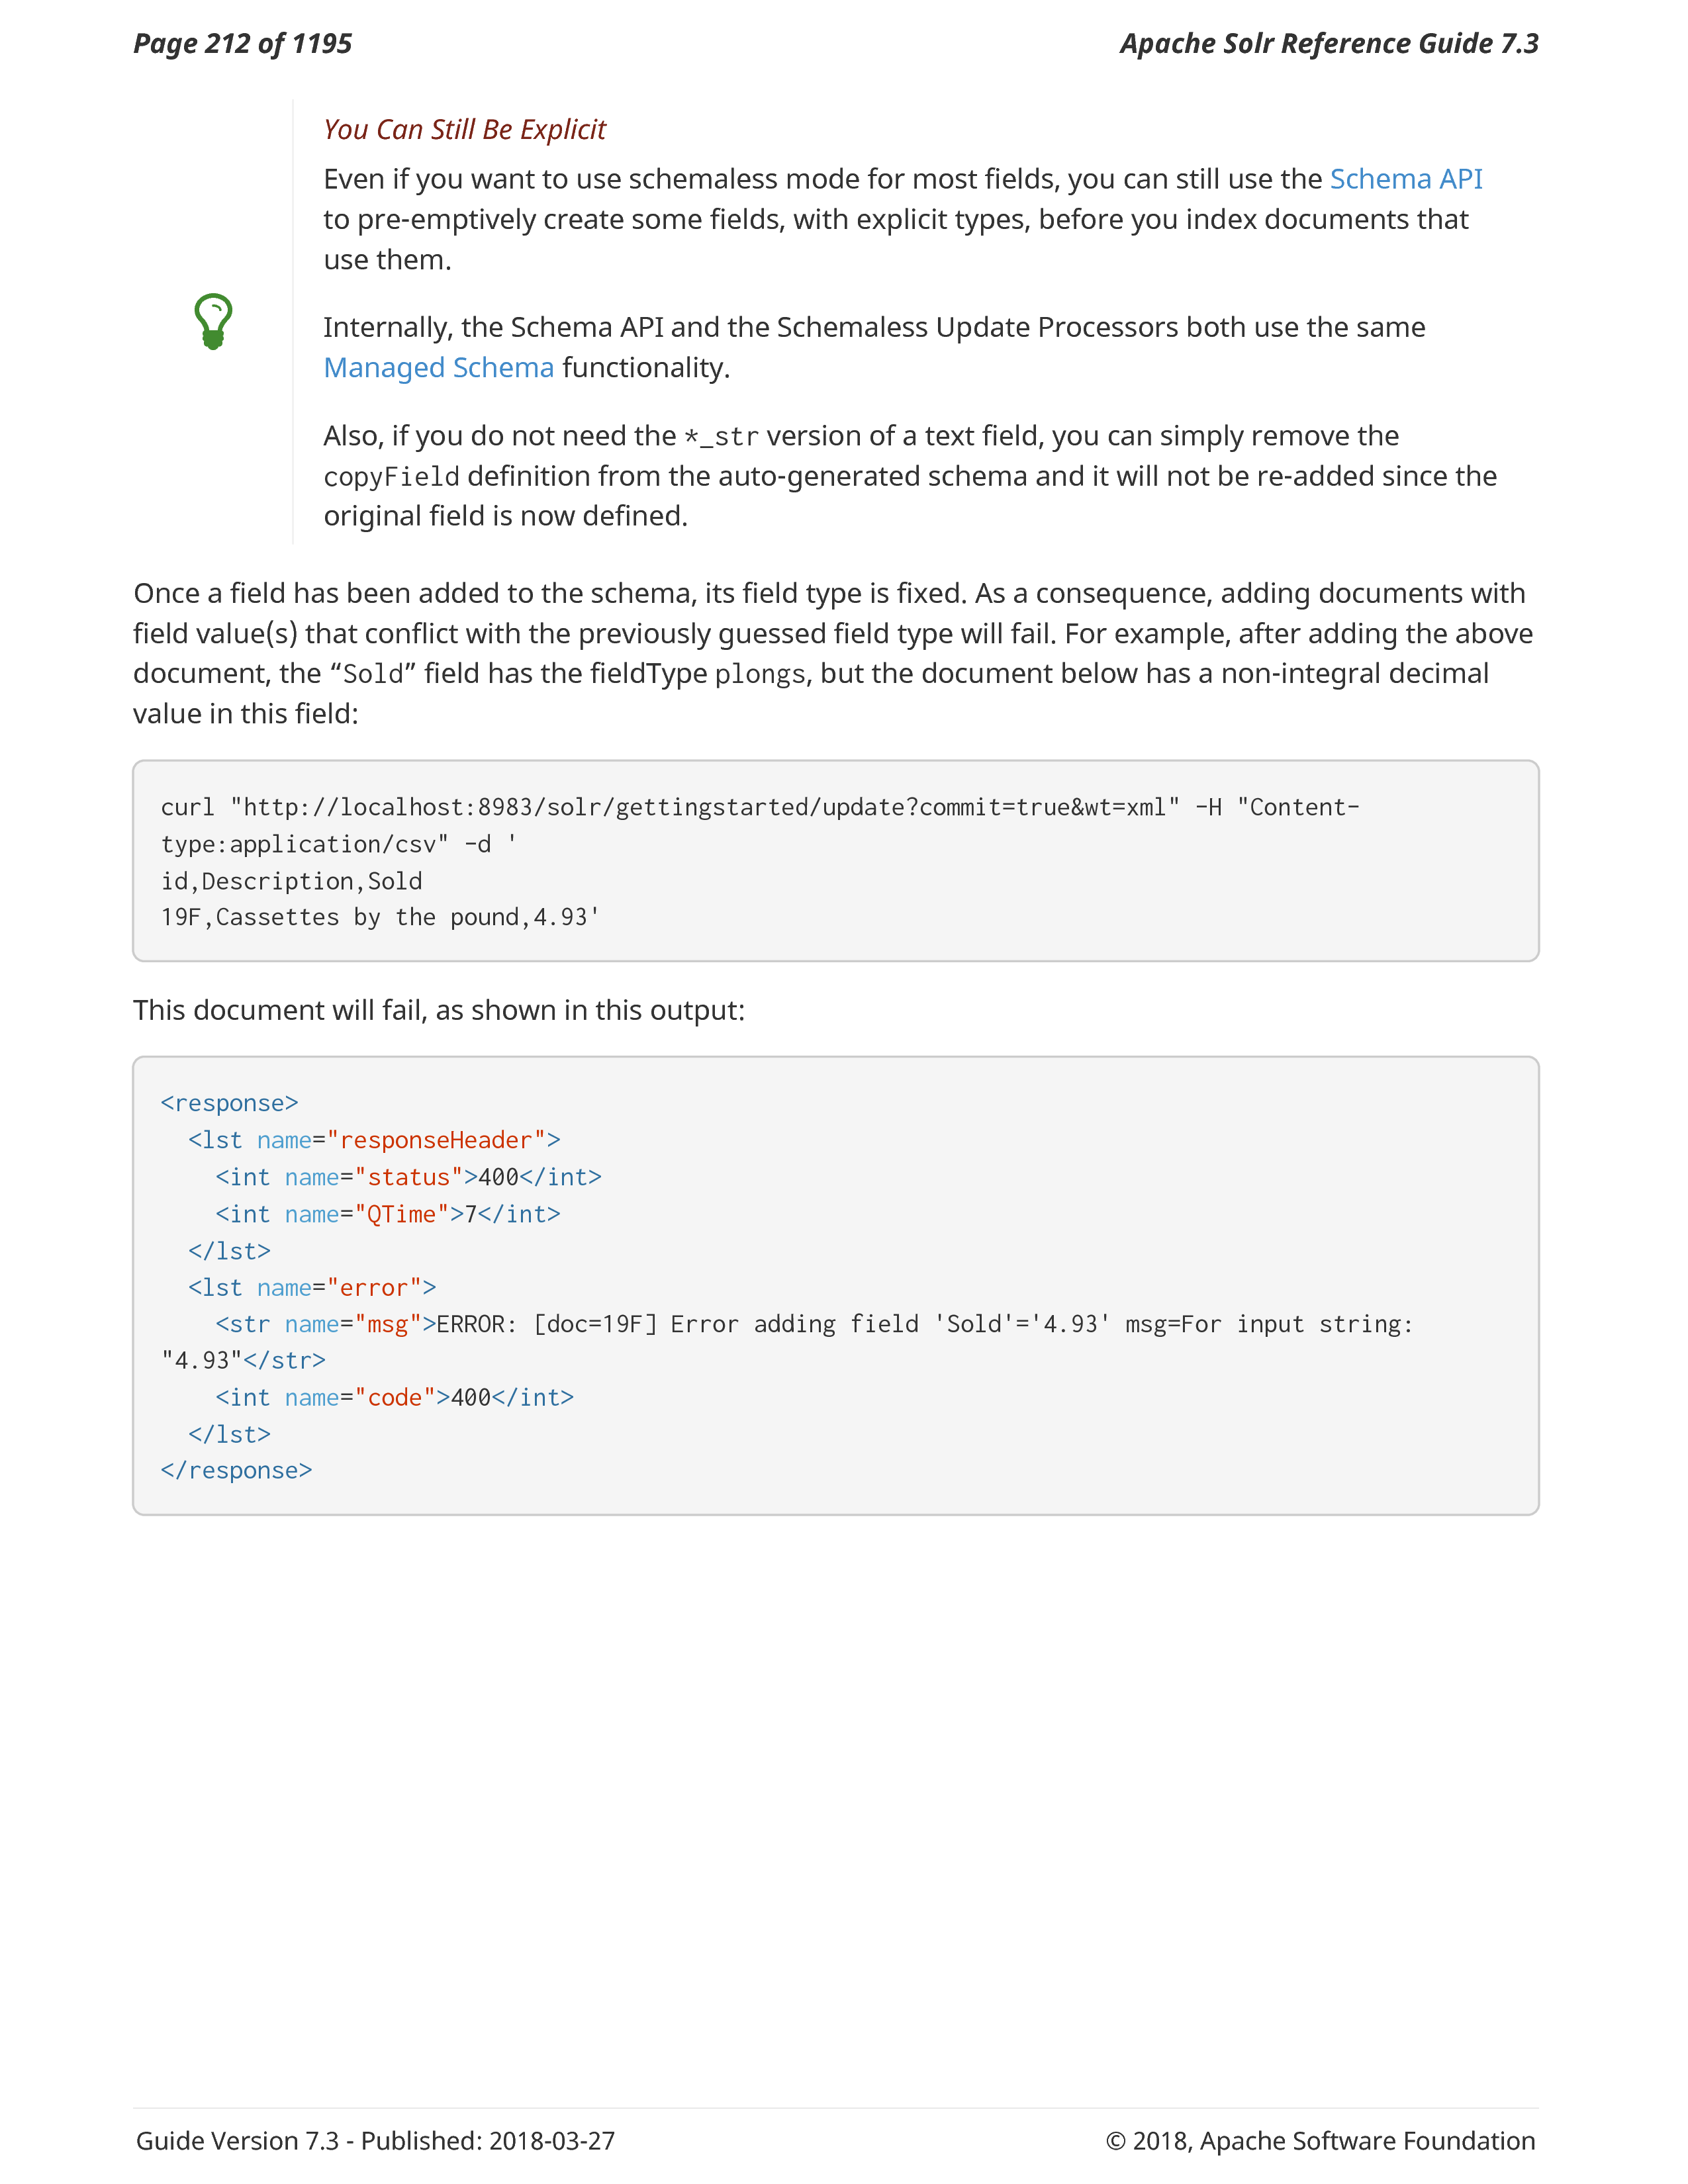 Page 212 of 1195
Apache Solr Reference Guide 7.3
You Can Still Be Explicit
Even if you want to use schemaless mode for most fields, you can still use the Schema API
to pre-emptively create some fields, with explicit types, before you index documents that
use them.
Internally, the Schema API and the Schemaless Update Processors both use the same
Managed Schema functionality.
Also, if you do not need the *_str version of a text field, you can simply remove the
copyField definition from the auto-generated schema and it will not be re-added since the
original field is now defined.
Once a field has been added to the schema, its field type is fixed. As a consequence, adding documents with
field value(s) that conflict with the previously guessed field type will fail. For example, after adding the above
document, the “Sold” field has the fieldType plongs, but the document below has a non-integral decimal
value in this field:
curl "http://localhost:8983/solr/gettingstarted/update?commit=true&wt=xml" -H "Content-
type:application/csv" -d '
id,Description,Sold
19F,Cassettes by the pound,4.93'
This document will fail, as shown in this output:
<response>
  <lst name="responseHeader">
    <int name="status">400</int>
    <int name="QTime">7</int>
  </lst>
  <lst name="error">
    <str name="msg">ERROR: [doc=19F] Error adding field 'Sold'='4.93' msg=For input string:
"4.93"</str>
    <int name="code">400</int>
  </lst>
</response>
Guide Version 7.3 - Published: 2018-03-27
© 2018, Apache Software Foundation